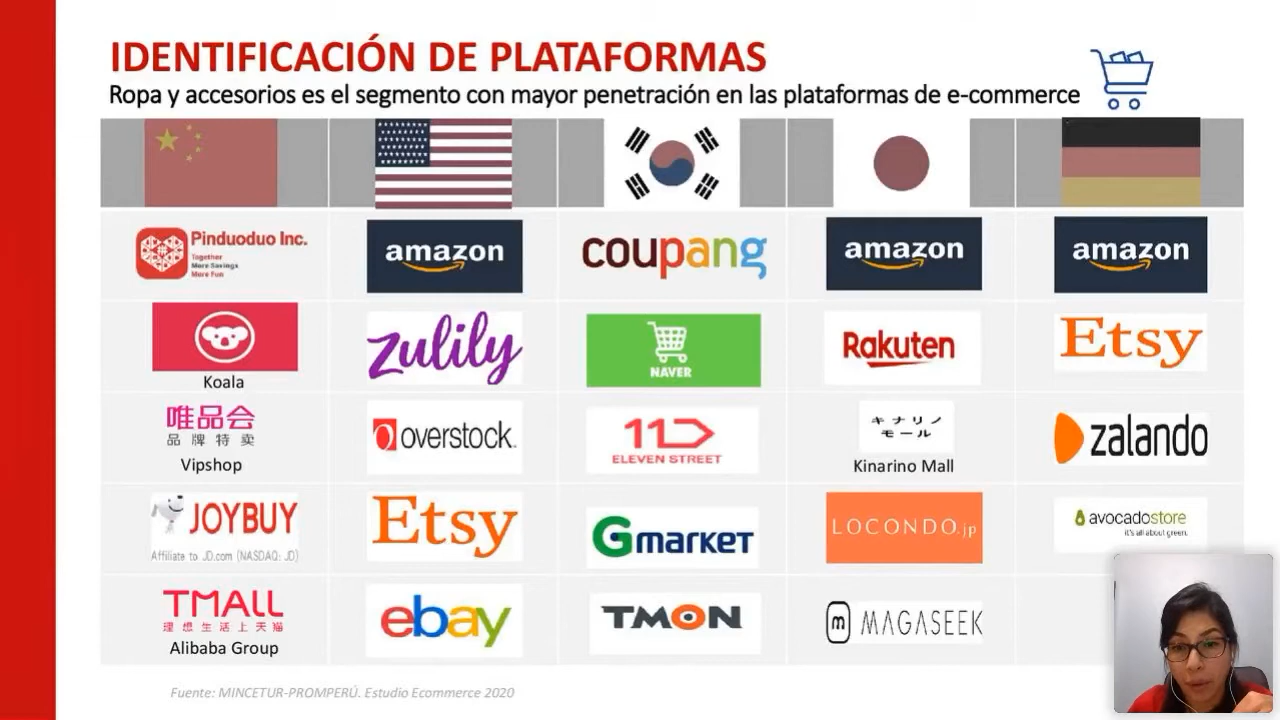 IDENTIFICACIÓN DE PLATAFORMAS
Ropa y accesorios es el segmento con mayor penetración en las plataformas de e-commerce
Pinduoduo Inc.
Together
More Savings
More Fun
amazon
coupang
amazon
amazon
Koala
zulily
NAVER
Rakuten
Etsy
唯品会
品牌特卖
Vipshop
overstock.
11
ELEVEN STREET
キナリノ
モール
Kinarino Mall
zalando
JOYBUY
Affiliate to JD.com (NASDAQ: JD)
Etsy
Gmarket
LOCONDO.jp
avocadostore
it's all about green.
TMALL
理想生活上天猫
Alibaba Group
ebay
TMON
m MAGASEEK
Fuente: MINCETUR-PROMPERÚ. Estudio Ecommerce 2020